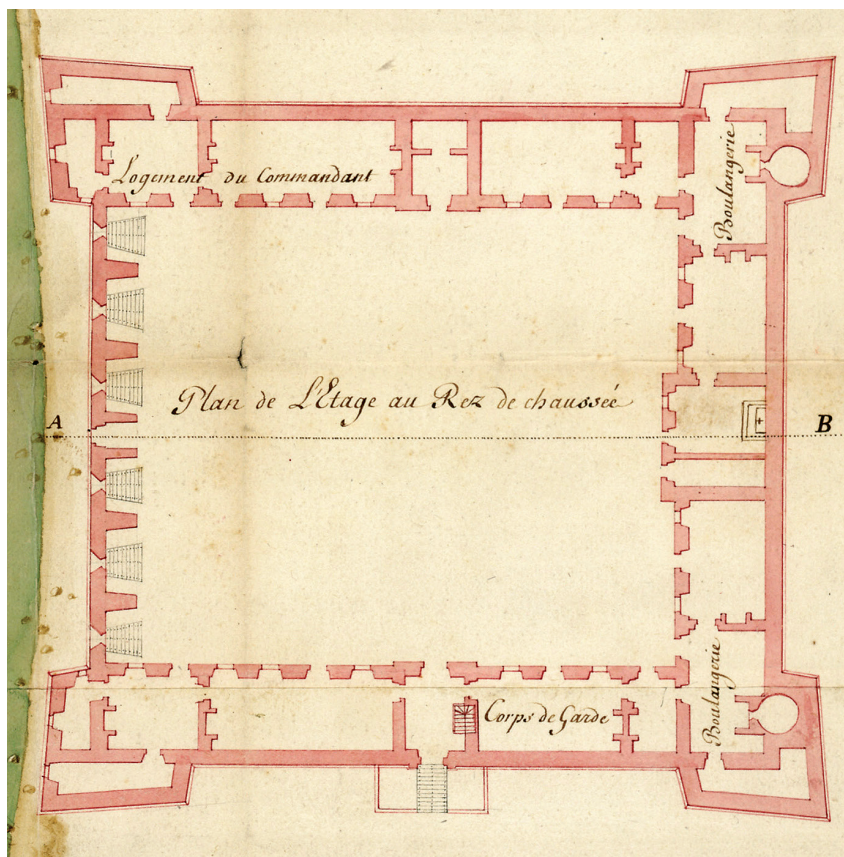 Logement du Commandant
Boulangerie
Plan de L'Etage au Rez de chaussée
A
B
Corps de Garde
Boulangerie